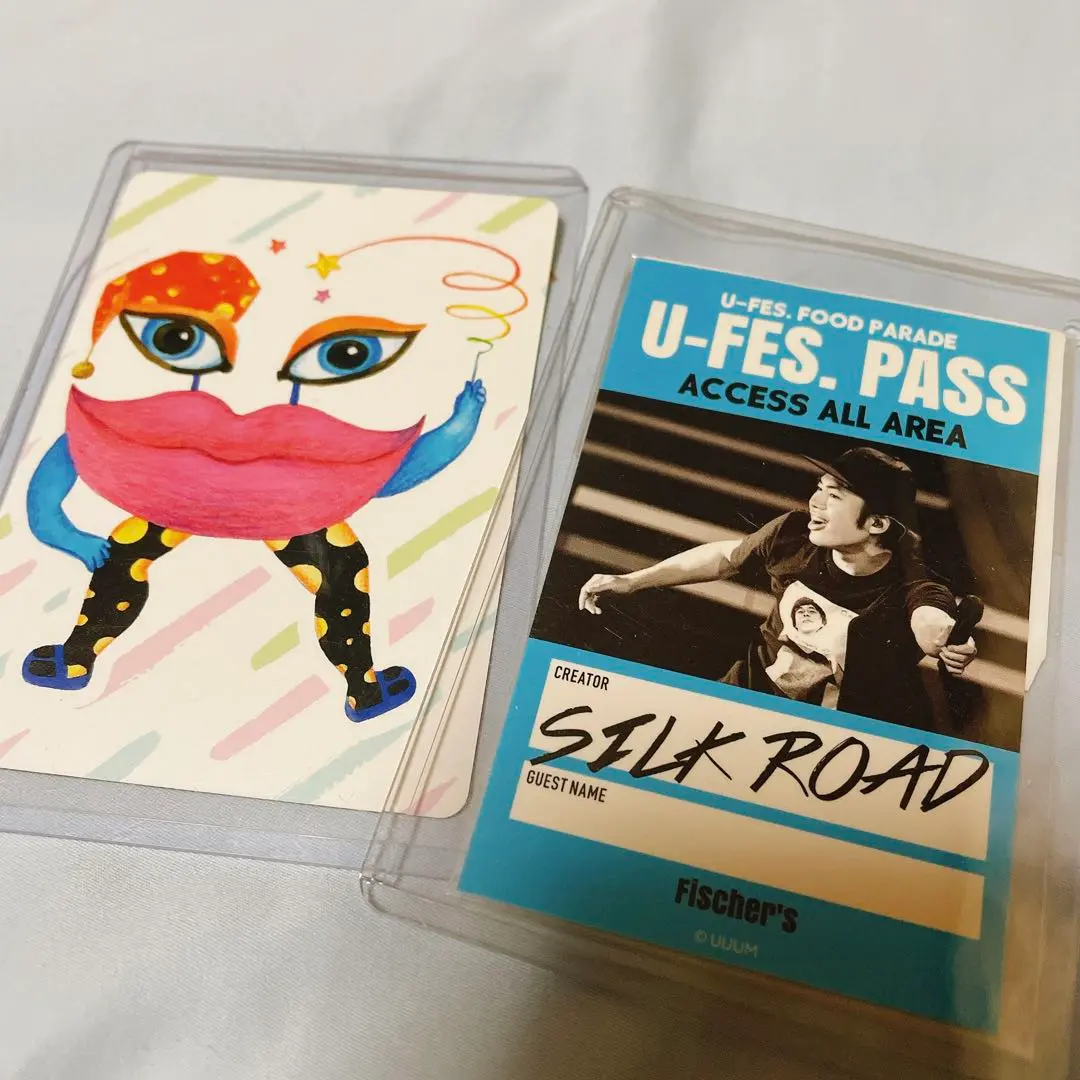 U-FES. FOOD PARADE
U-FES. PASS
ACCESS ALL AREA
CREATOR
SILK ROAD
GUEST NAME
Fischer's
© UUUM